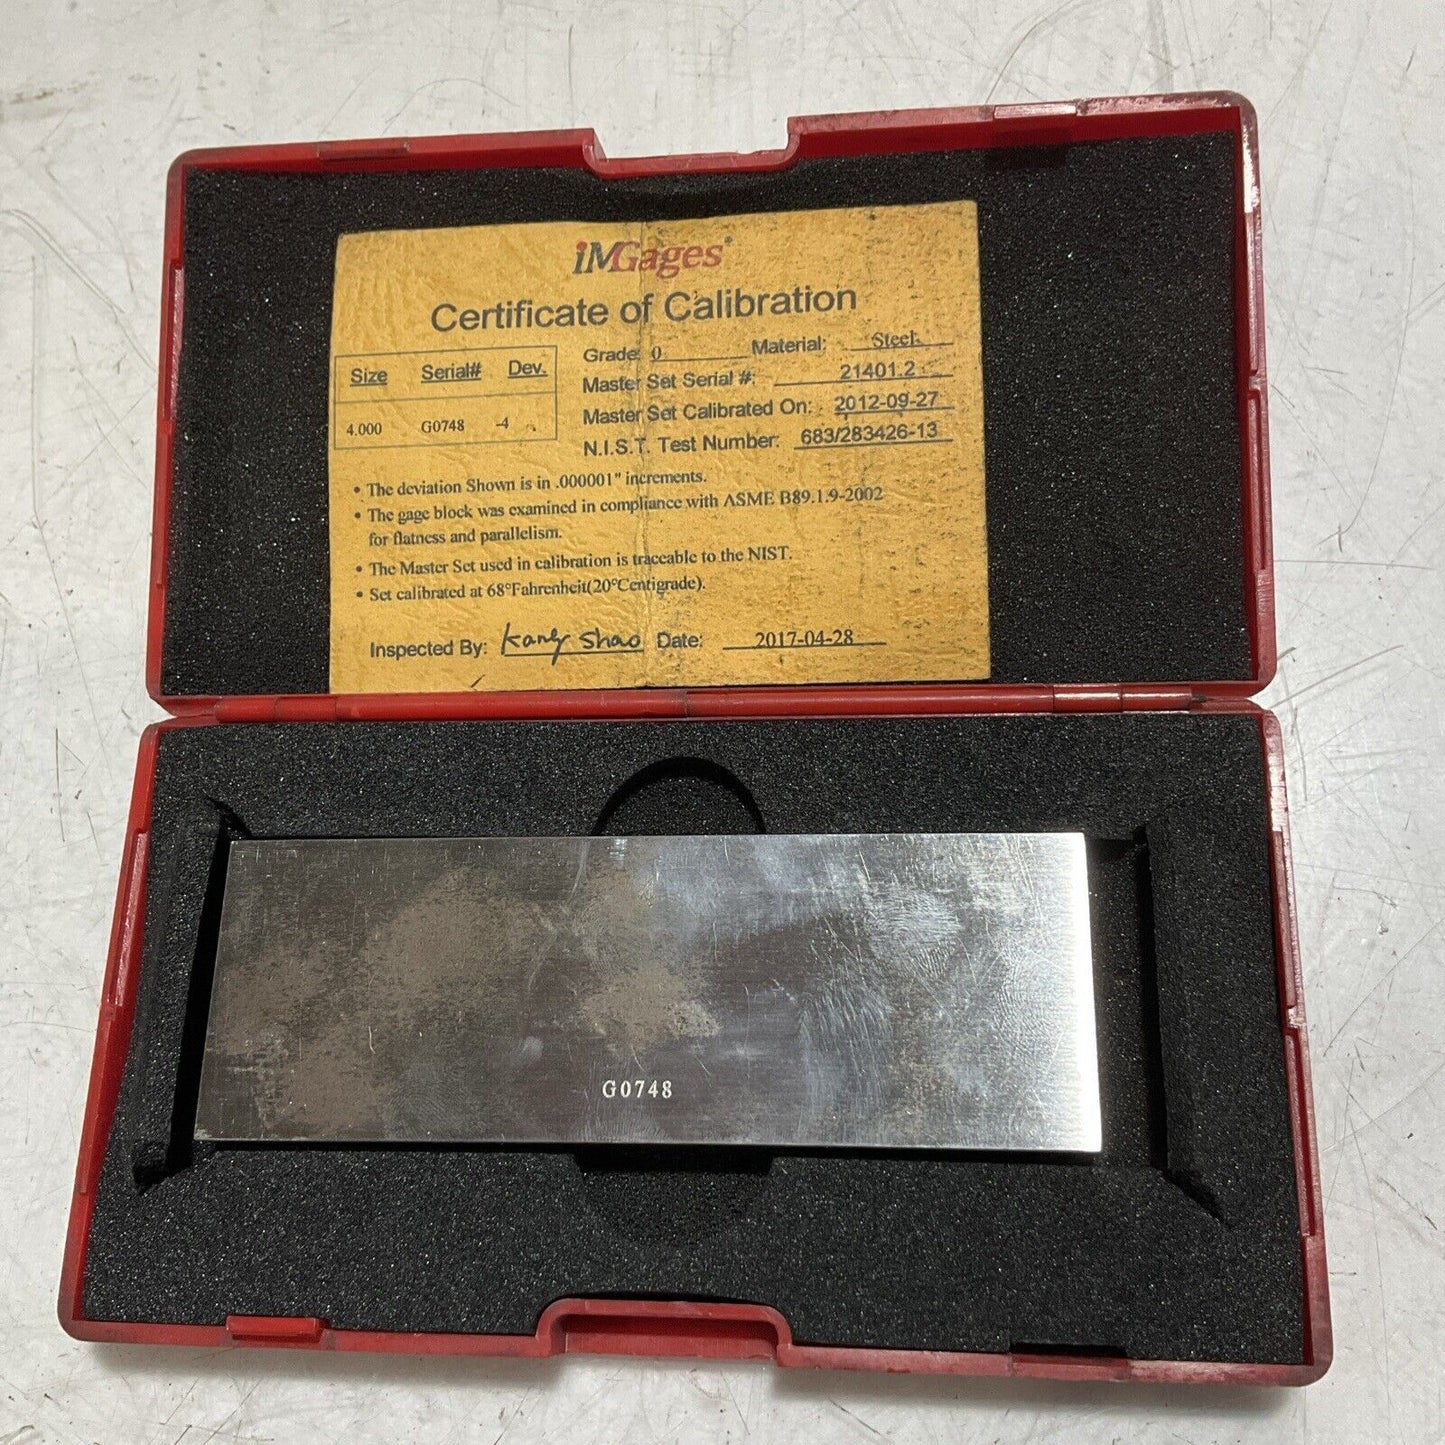 iMGages®
Certificate of Calibration
Size Serial# Dev.
4.000 G0748 -4
Grade: 0 Material: Steel
Master Set Serial #: 21401.2
Master Set Calibrated On: 2012-09-27
N.I.S.T. Test Number: 683/283426-13
• The deviation Shown is in .000001" increments.
• The gage block was examined in compliance with ASME B89.1.9-2002
for flatness and parallelism.
• The Master Set used in calibration is traceable to the NIST.
• Set calibrated at 68°Fahrenheit(20°Centigrade).
Inspected By: Kang Shao Date: 2017-04-28
G0748